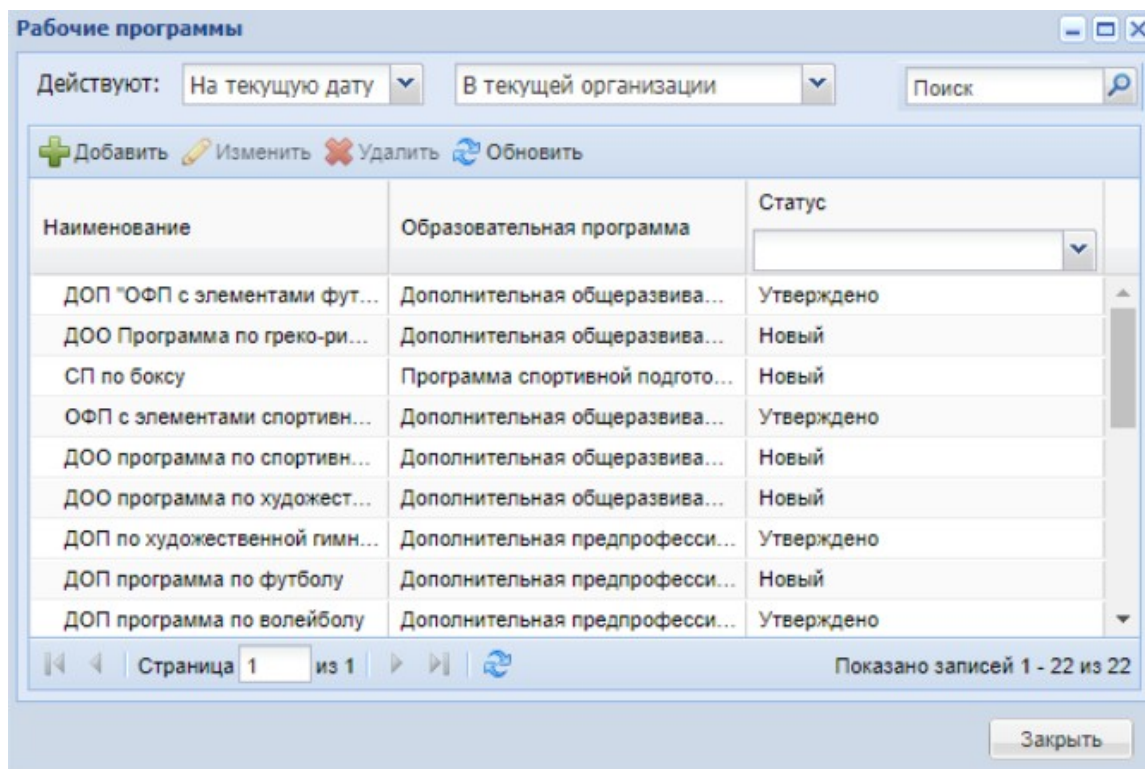 Рабочие программы
Действуют: На текущую дату В текущей организации Поиск
Добавить Изменить Удалить Обновить
Наименование Образовательная программа Статус
ДОП "ОФП с элементами фут... Дополнительная общеразвива... Утверждено
ДОО Программа по греко-ри... Дополнительная общеразвива... Новый
СП по боксу Программа спортивной подгото... Новый
ОФП с элементами спортивн... Дополнительная общеразвива... Утверждено
ДОО программа по спортивн... Дополнительная общеразвива... Новый
ДОО программа по художест... Дополнительная общеразвива... Новый
ДОП по художественной гимн... Дополнительная предпрофесси... Утверждено
ДОП программа по футболу Дополнительная предпрофесси... Новый
ДОП программа по волейболу Дополнительная предпрофесси... Утверждено
Страница 1 из 1 Показано записей 1 - 22 из 22
Закрыть